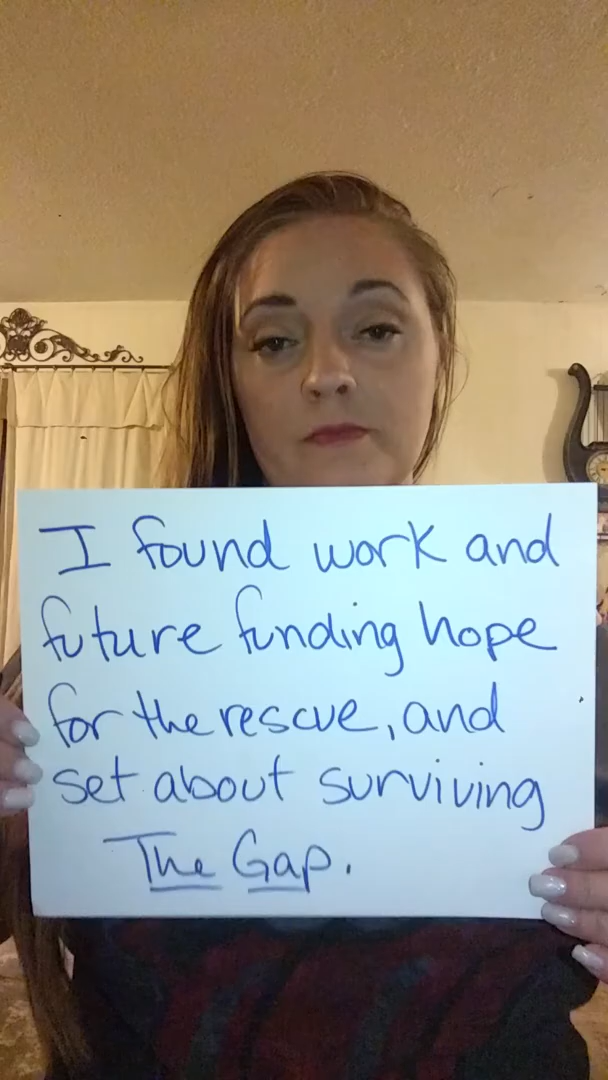 I found work and
future funding hope
for the rescue, and
set about surviving
The Gap.